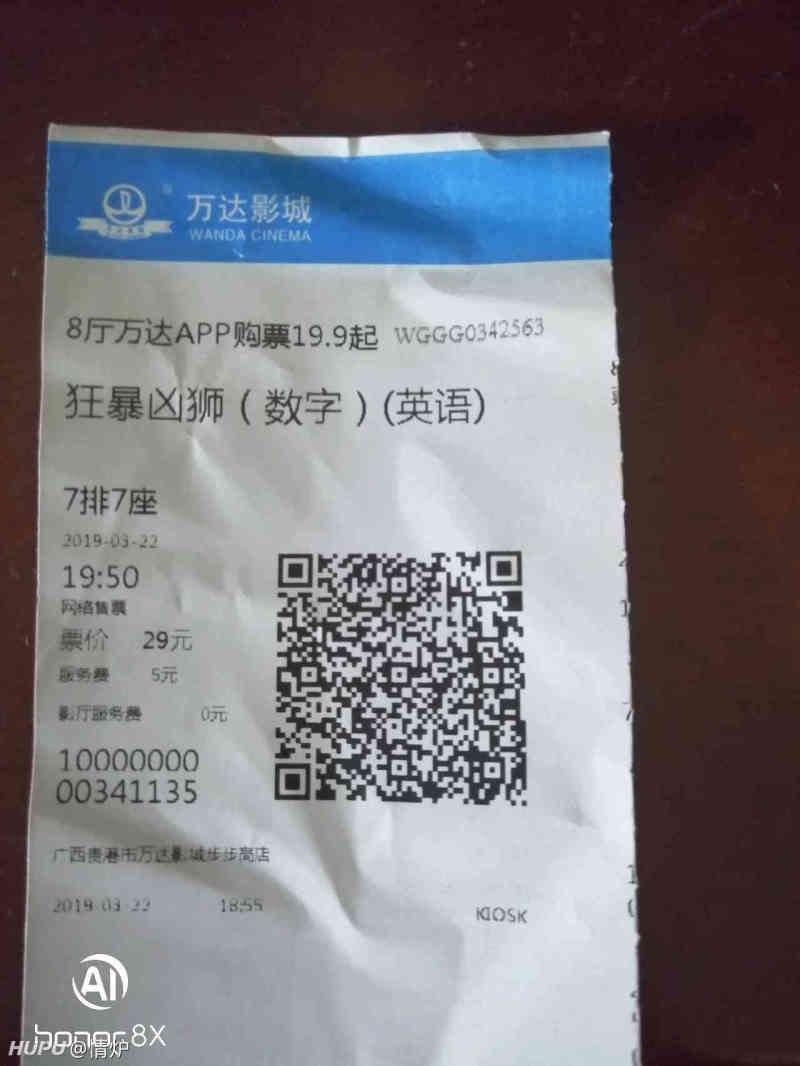 万达影城
WANDA CINEMA
8厅万达APP购票19.9起 WGGG0342563
狂暴凶狮（数字）(英语)
7排7座
2019-03-22
19:50
网络售票
票价 29元
服务费 5元
影厅服务费 0元
10000000
00341135
广西贵港市万达影城步步高店
2019-03-22 18:55 KIOSK
AI
honor 8X
HUPU @情炉